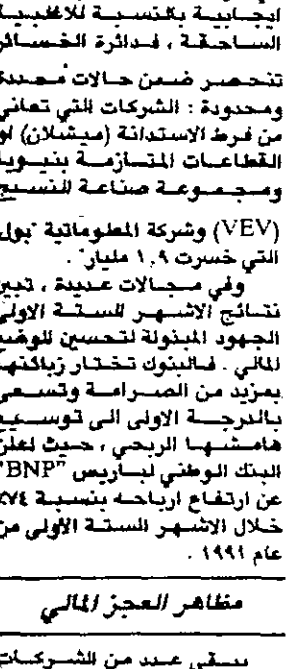 ايجابية بالنسبة للاغلبية
الساحقة ، فدائرة الخسائر
تنحصر ضمن حالات محددة
ومحدودة : الشركات التي تعاني
من فرط الاستدانة (ميشلان) او
القطاعات المتازمة بنيويا
ومجموعة صناعة النسيج
(VEV) وشركة المعلوماتية "بول
التي خسرت ١,٩ مليار" .
وفي مجالات عديدة ، تبين
نتائج الاشهر الستة الاولى
الجهود المبذولة لتحسين الوضع
المالي . فالبنوك تختار زبائنها
بمزيد من الصرامة وتسعى
بالدرجة الاولى الى توسيع
هامشها الربحي ، حيث اعلن
البنك الوطني لباريس "BNP"
عن ارتفاع ارباحه بنسبة ٧٤٪
خلال الاشهر الستة الاولى من
عام ١٩٩١ .
مظاهر العجز المالي
يبقى عدد من الشركات